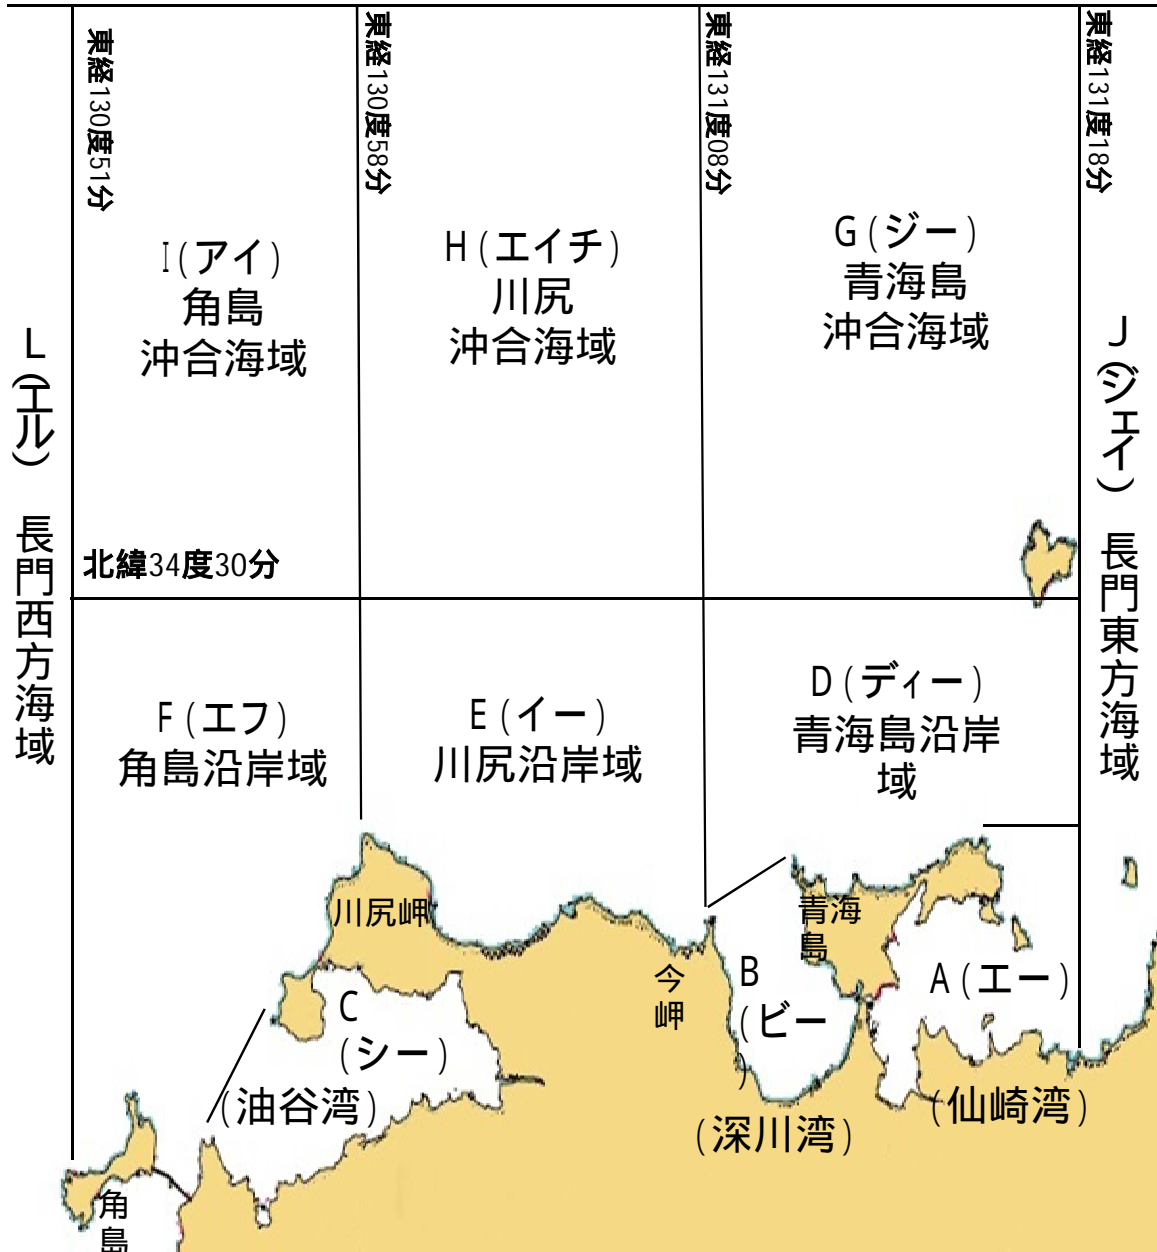 東経130度51分
東経130度58分
東経131度08分
東経131度18分
I(アイ)
角島
沖合海域
H(エイチ)
川尻
沖合海域
G(ジー)
青海島
沖合海域
L(エル) 長門西方海域
J(ジェイ) 長門東方海域
北緯34度30分
F(エフ)
角島沿岸域
E(イー)
川尻沿岸域
D(ディー)
青海島沿岸
域
川尻岬
青海
島
今
岬
B
(ビー
)
(深川湾)
A(エー)
(仙崎湾)
C
(シー)
(油谷湾)
角
島